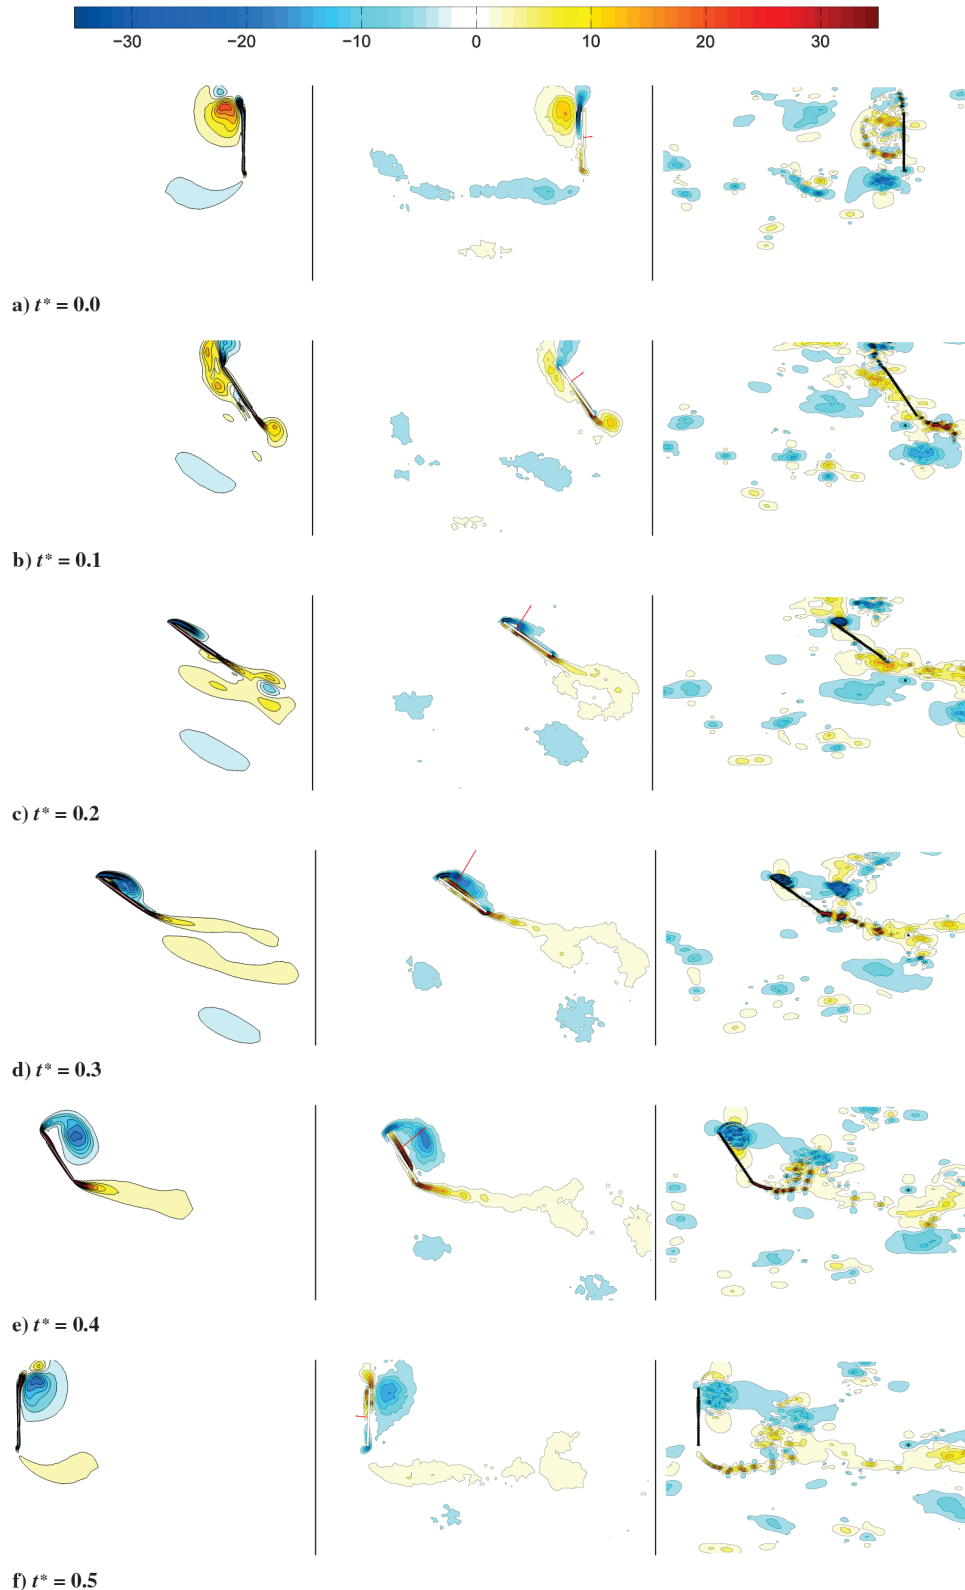 −30 −20 −10 0 10 20 30
a) t* = 0.0
b) t* = 0.1
c) t* = 0.2
d) t* = 0.3
e) t* = 0.4
f) t* = 0.5